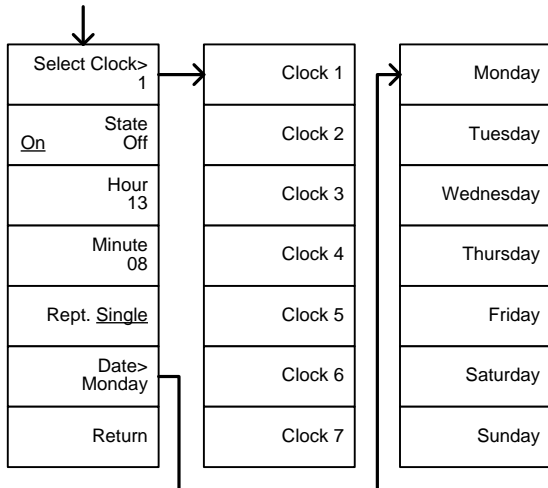 Select Clock>
1
State
On Off
Hour
13
Minute
08
Rept. Single
Date>
Monday
Return
Clock 1
Clock 2
Clock 3
Clock 4
Clock 5
Clock 6
Clock 7
Monday
Tuesday
Wednesday
Thursday
Friday
Saturday
Sunday